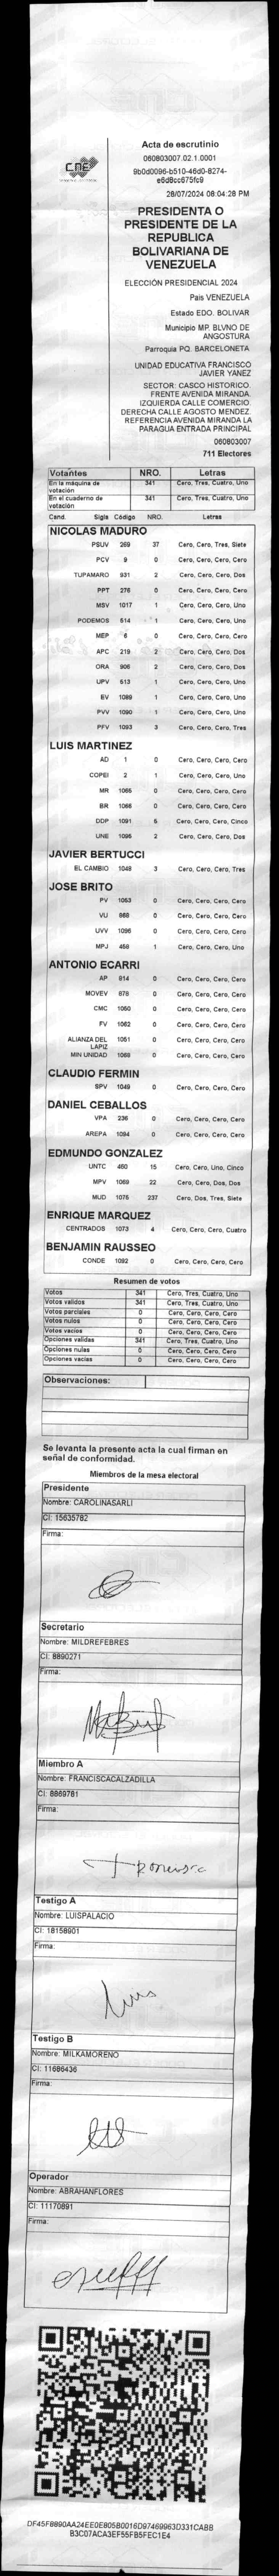 CNE
Acta de escrutinio
060803007.02.1.0001
9b0d0096-b510-46d0-8274-
e6d8cc675fc9
28/07/2024 08:04:28 PM
PRESIDENTA O
PRESIDENTE DE LA
REPUBLICA
BOLIVARIANA DE
VENEZUELA
ELECCIÓN PRESIDENCIAL 2024
Pais VENEZUELA
Estado EDO. BOLIVAR
Municipio MP. BLVNO DE
ANGOSTURA
Parroquia PQ. BARCELONETA
UNIDAD EDUCATIVA FRANCISCO
JAVIER YANEZ
SECTOR: CASCO HISTORICO.
FRENTE AVENIDA MIRANDA.
IZQUIERDA CALLE COMERCIO
DERECHA CALLE AGOSTO MENDEZ.
REFERENCIA AVENIDA MIRANDA LA
PARAGUA ENTRADA PRINCIPAL
060803007
711 Electores
Votantes NRO. Letras
En la máquina de votación 341 Cero, Tres, Cuatro, Uno
En el cuaderno de votación 341 Cero, Tres, Cuatro, Uno
Cand. Sigla Código NRO. Letras
NICOLAS MADURO
PSUV 269 37 Cero, Cero, Tres, Siete
PCV 9 0 Cero, Cero, Cero, Cero
TUPAMARO 931 2 Cero, Cero, Cero, Dos
PPT 276 0 Cero, Cero, Cero, Cero
MSV 1017 1 Cero, Cero, Cero, Uno
PODEMOS 514 1 Cero, Cero, Cero, Uno
MEP 6 0 Cero, Cero, Cero, Cero
APC 219 2 Cero, Cero, Cero, Dos
ORA 906 2 Cero, Cero, Cero, Dos
UPV 513 1 Cero, Cero, Cero, Uno
EV 1089 1 Cero, Cero, Cero, Uno
PVV 1090 1 Cero, Cero, Cero, Uno
PFV 1093 3 Cero, Cero, Cero, Tres
LUIS MARTINEZ
AD 1 0 Cero, Cero, Cero, Cero
COPEI 2 1 Cero, Cero, Cero, Uno
MR 1065 0 Cero, Cero, Cero, Cero
BR 1066 0 Cero, Cero, Cero, Cero
DDP 1091 5 Cero, Cero, Cero, Cinco
UNE 1095 2 Cero, Cero, Cero, Dos
JAVIER BERTUCCI
EL CAMBIO 1048 3 Cero, Cero, Cero, Tres
JOSE BRITO
PV 1053 0 Cero, Cero, Cero, Cero
VU 868 0 Cero, Cero, Cero, Cero
UVV 1096 0 Cero, Cero, Cero, Cero
MPJ 458 1 Cero, Cero, Cero, Uno
ANTONIO ECARRI
AP 914 0 Cero, Cero, Cero, Cero
MOVEV 878 0 Cero, Cero, Cero, Cero
CMC 1050 0 Cero, Cero, Cero, Cero
FV 1062 0 Cero, Cero, Cero, Cero
ALIANZA DEL LAPIZ 1051 0 Cero, Cero, Cero, Cero
MIN UNIDAD 1068 0 Cero, Cero, Cero, Cero
CLAUDIO FERMIN
SPV 1049 0 Cero, Cero, Cero, Cero
DANIEL CEBALLOS
VPA 236 0 Cero, Cero, Cero, Cero
AREPA 1094 0 Cero, Cero, Cero, Cero
EDMUNDO GONZALEZ
UNTC 460 15 Cero, Cero, Uno, Cinco
MPV 1069 22 Cero, Cero, Dos, Dos
MUD 1075 237 Cero, Dos, Tres, Siete
ENRIQUE MARQUEZ
CENTRADOS 1073 4 Cero, Cero, Cero, Cuatro
BENJAMIN RAUSSEO
CONDE 1092 0 Cero, Cero, Cero, Cero
Resumen de votos
Votos 341 Cero, Tres, Cuatro, Uno
Votos validos 341 Cero, Tres, Cuatro, Uno
Votos parciales 0 Cero, Cero, Cero, Cero
Votos nulos 0 Cero, Cero, Cero, Cero
Votos vacios 0 Cero, Cero, Cero, Cero
Opciones validas 341 Cero, Tres, Cuatro, Uno
Opciones nulas 0 Cero, Cero, Cero, Cero
Opciones vacias 0 Cero, Cero, Cero, Cero
Observaciones:
Se levanta la presente acta la cual firman en
señal de conformidad.
Miembros de la mesa electoral
Presidente
Nombre: CAROLINASARLI
CI: 15635782
Firma:
Secretario
Nombre: MILDREFEBRES
CI: 8890271
Firma:
Miembro A
Nombre: FRANCISCACALZADILLA
CI: 8869781
Firma:
Testigo A
Nombre: LUISPALACIO
CI: 18158901
Firma:
Luis
Testigo B
Nombre: MILKAMORENO
CI: 11686436
Firma:
Operador
Nombre: ABRAHANFLORES
CI: 11170891
Firma:
DF45FB890AA24EE0E805B0016D97469963D331CABB
B3C07ACA3EF55FB5FEC1E4